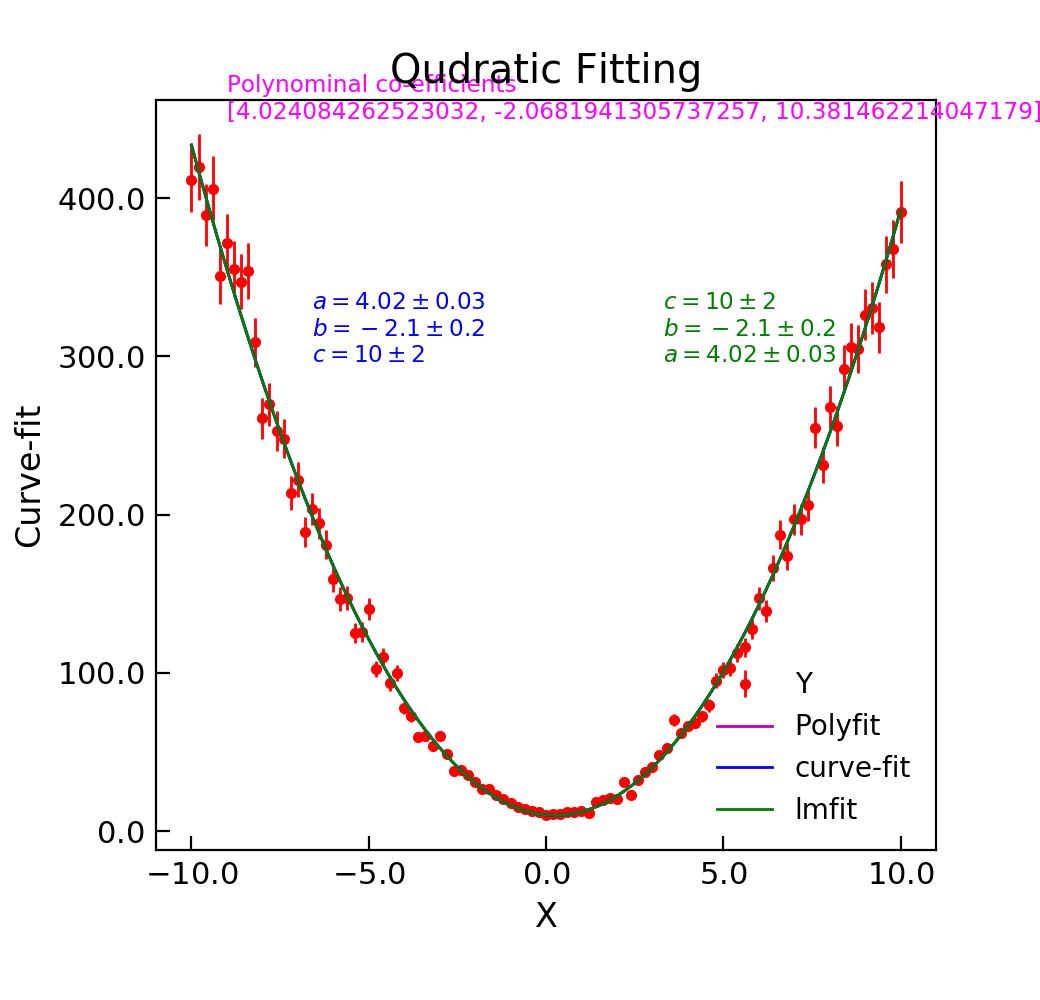 Qudratic Fitting
Polynominal co-efficients
[4.024084262523032, -2.0681941305737257, 10.381462214047179]
400.0
300.0
200.0
100.0
0.0
Curve-fit
a = 4.02 ± 0.03
b = −2.1 ± 0.2
c = 10 ± 2
c = 10 ± 2
b = −2.1 ± 0.2
a = 4.02 ± 0.03
Y
Polyfit
curve-fit
lmfit
−10.0 −5.0 0.0 5.0 10.0
X